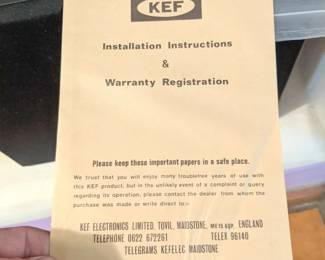 KEF
Installation Instructions
&
Warranty Registration
Please keep these important papers in a safe place.
We trust that you will enjoy many troublefree years of use with
this KEF product, but in the unlikely event of a complaint or query
regarding its operation, please contact the dealer from whom the
purchase was made or write direct to:-
KEF ELECTRONICS LIMITED, TOVIL, MAIDSTONE, ME15 6QP, ENGLAND
TELEPHONE 0622 672261 TELEX 96140
TELEGRAMS KEFELEC MAIDSTONE